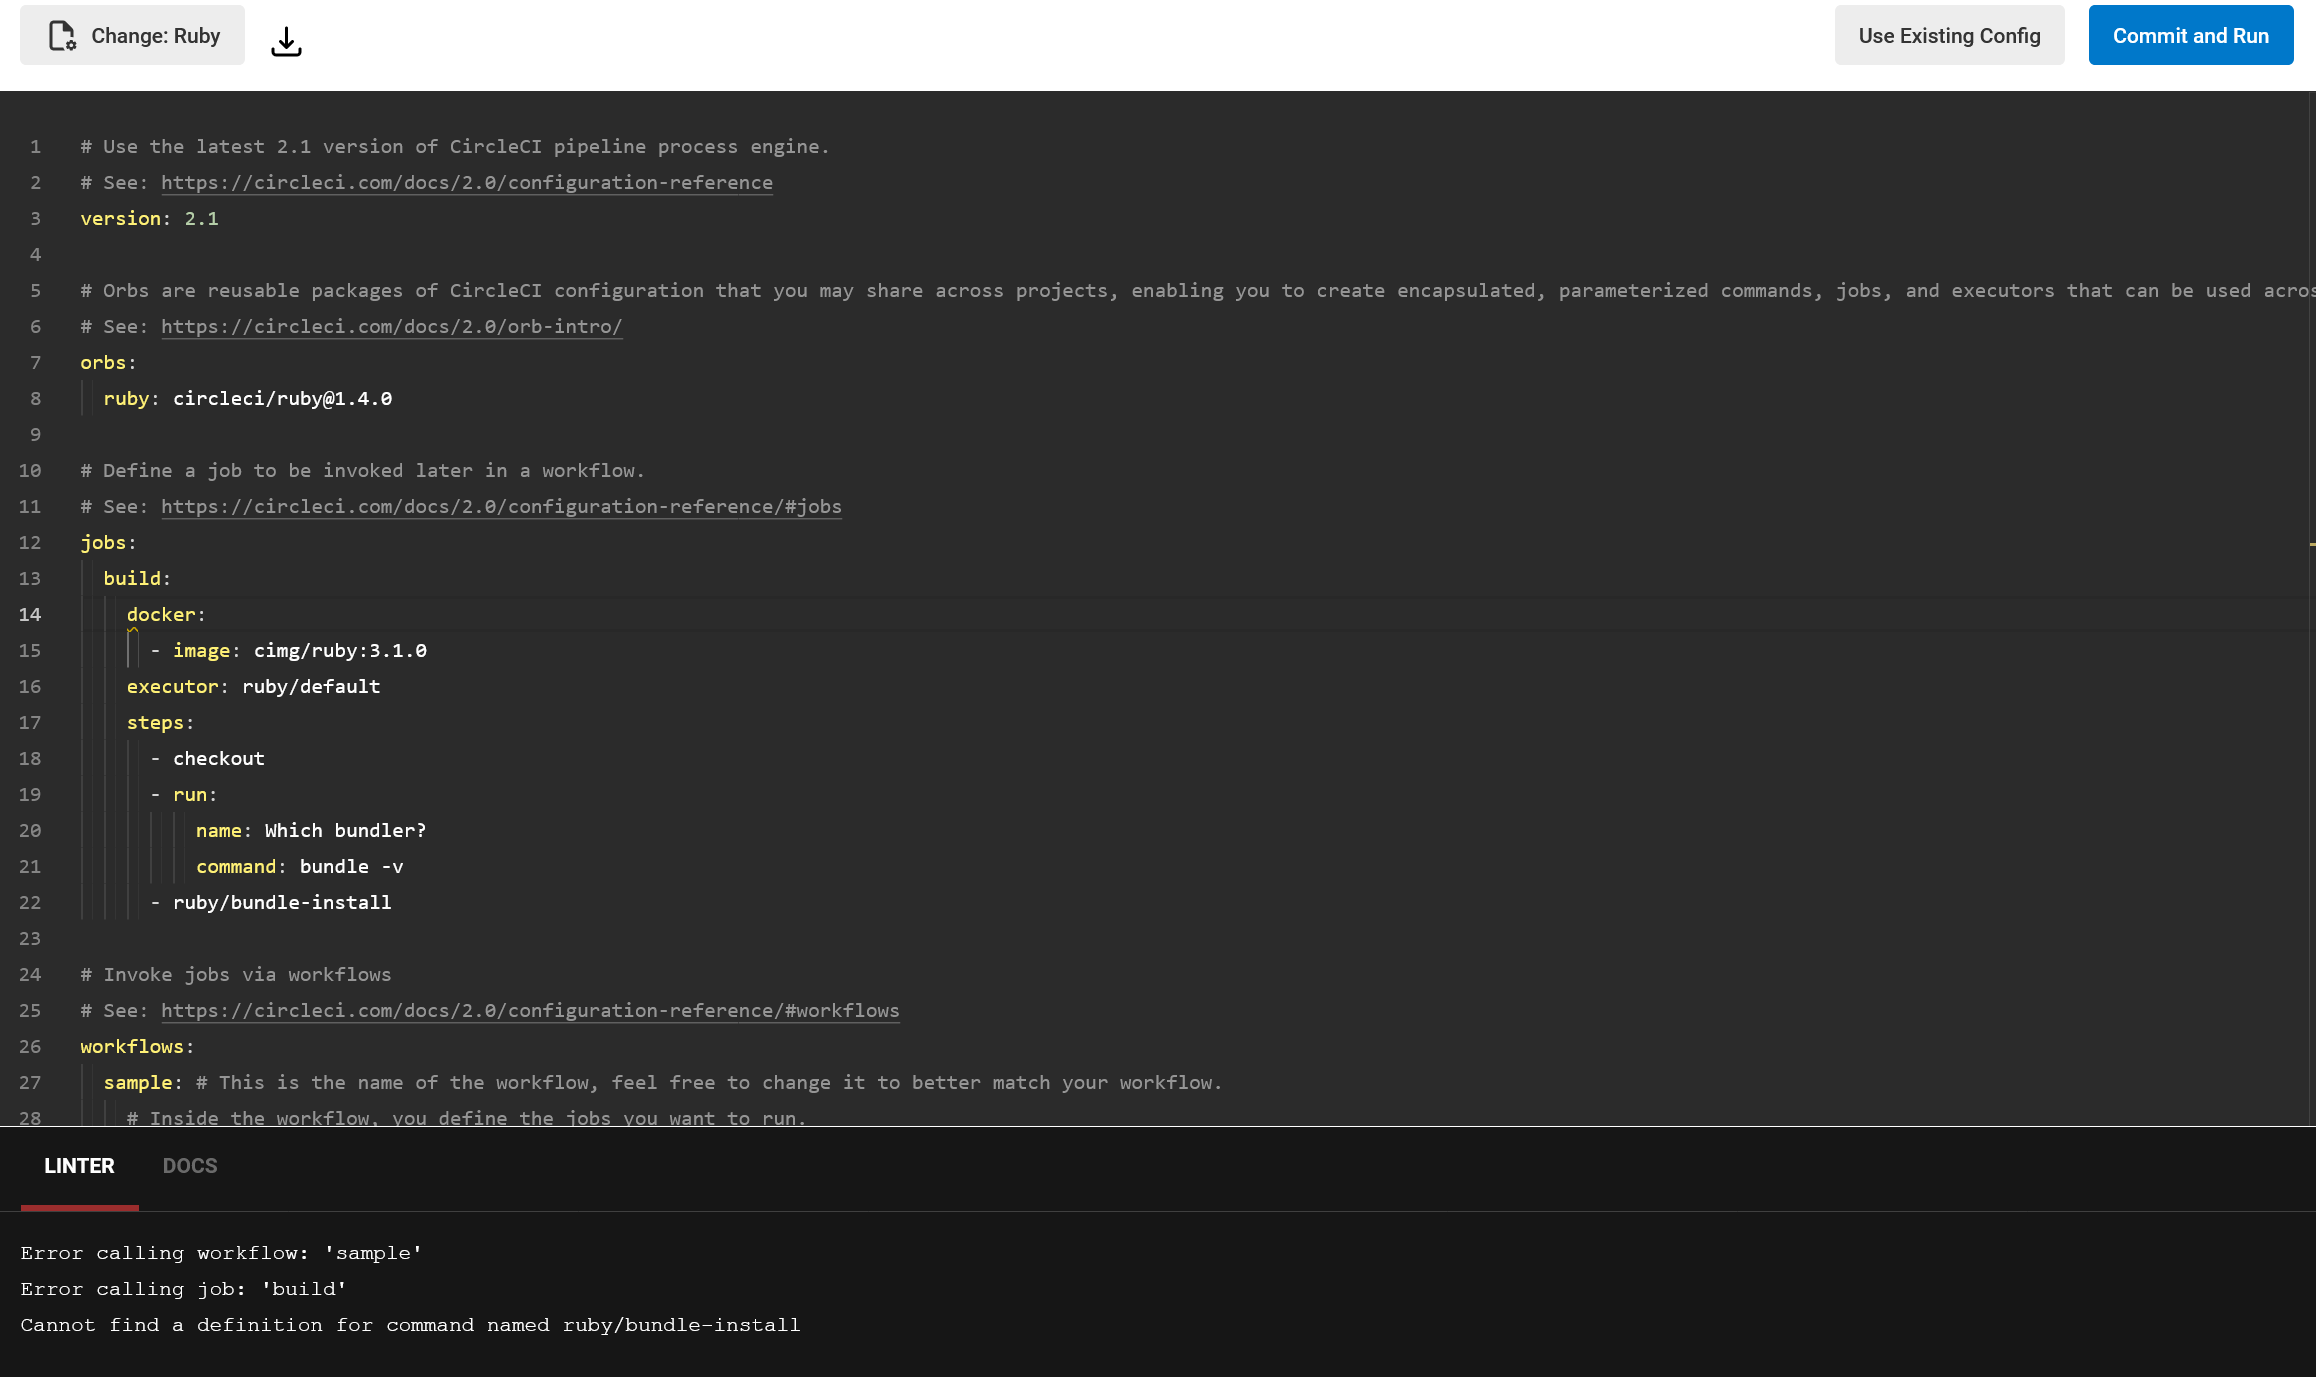 Change: Ruby
Use Existing Config
Commit and Run
1 # Use the latest 2.1 version of CircleCI pipeline process engine.
2 # See: https://circleci.com/docs/2.0/configuration-reference
3 version: 2.1
4
5 # Orbs are reusable packages of CircleCI configuration that you may share across projects, enabling you to create encapsulated, parameterized commands, jobs, and executors that can be used acros
6 # See: https://circleci.com/docs/2.0/orb-intro/
7 orbs:
8 ruby: circleci/ruby@1.4.0
9
10 # Define a job to be invoked later in a workflow.
11 # See: https://circleci.com/docs/2.0/configuration-reference/#jobs
12 jobs:
13 build:
14 docker:
15 - image: cimg/ruby:3.1.0
16 executor: ruby/default
17 steps:
18 - checkout
19 - run:
20 name: Which bundler?
21 command: bundle -v
22 - ruby/bundle-install
23
24 # Invoke jobs via workflows
25 # See: https://circleci.com/docs/2.0/configuration-reference/#workflows
26 workflows:
27 sample: # This is the name of the workflow, feel free to change it to better match your workflow.
28 # Inside the workflow, you define the jobs you want to run.
LINTER DOCS
Error calling workflow: 'sample'
Error calling job: 'build'
Cannot find a definition for command named ruby/bundle-install